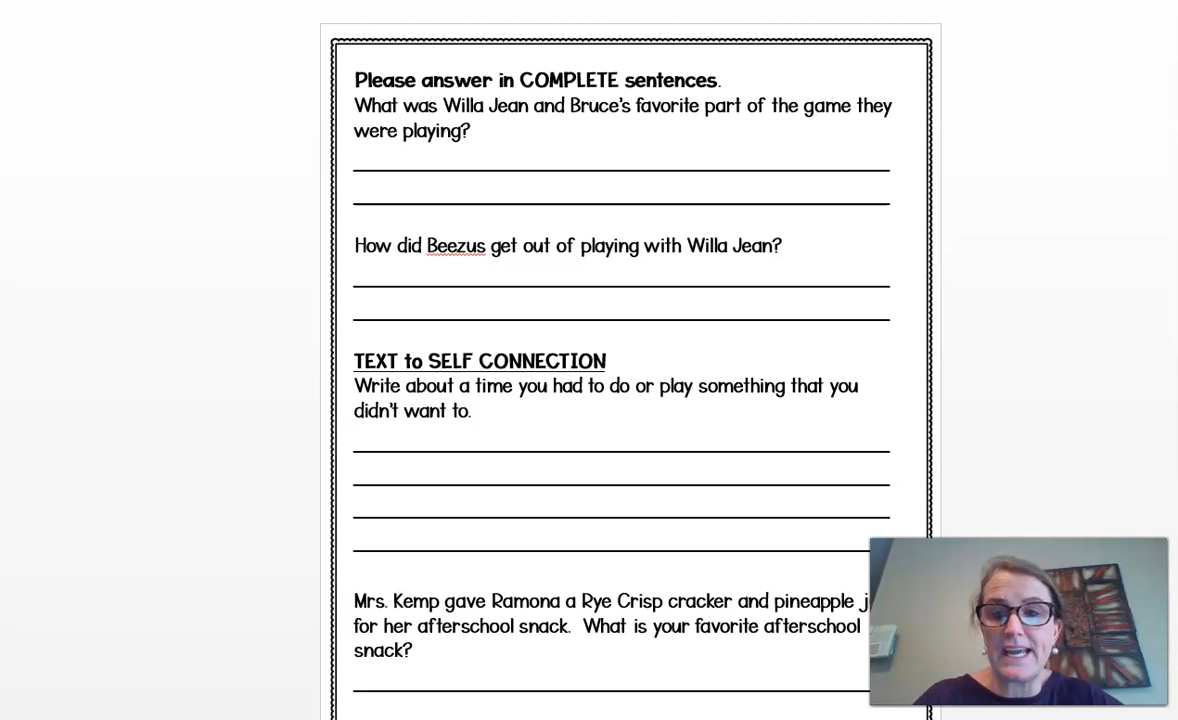 Please answer in COMPLETE sentences.
What was Willa Jean and Bruce's favorite part of the game they
were playing?
How did Beezus get out of playing with Willa Jean?
TEXT to SELF CONNECTION
Write about a time you had to do or play something that you
didn't want to.
Mrs. Kemp gave Ramona a Rye Crisp cracker and pineapple
for her afterschool snack. What is your favorite afterschool
snack?